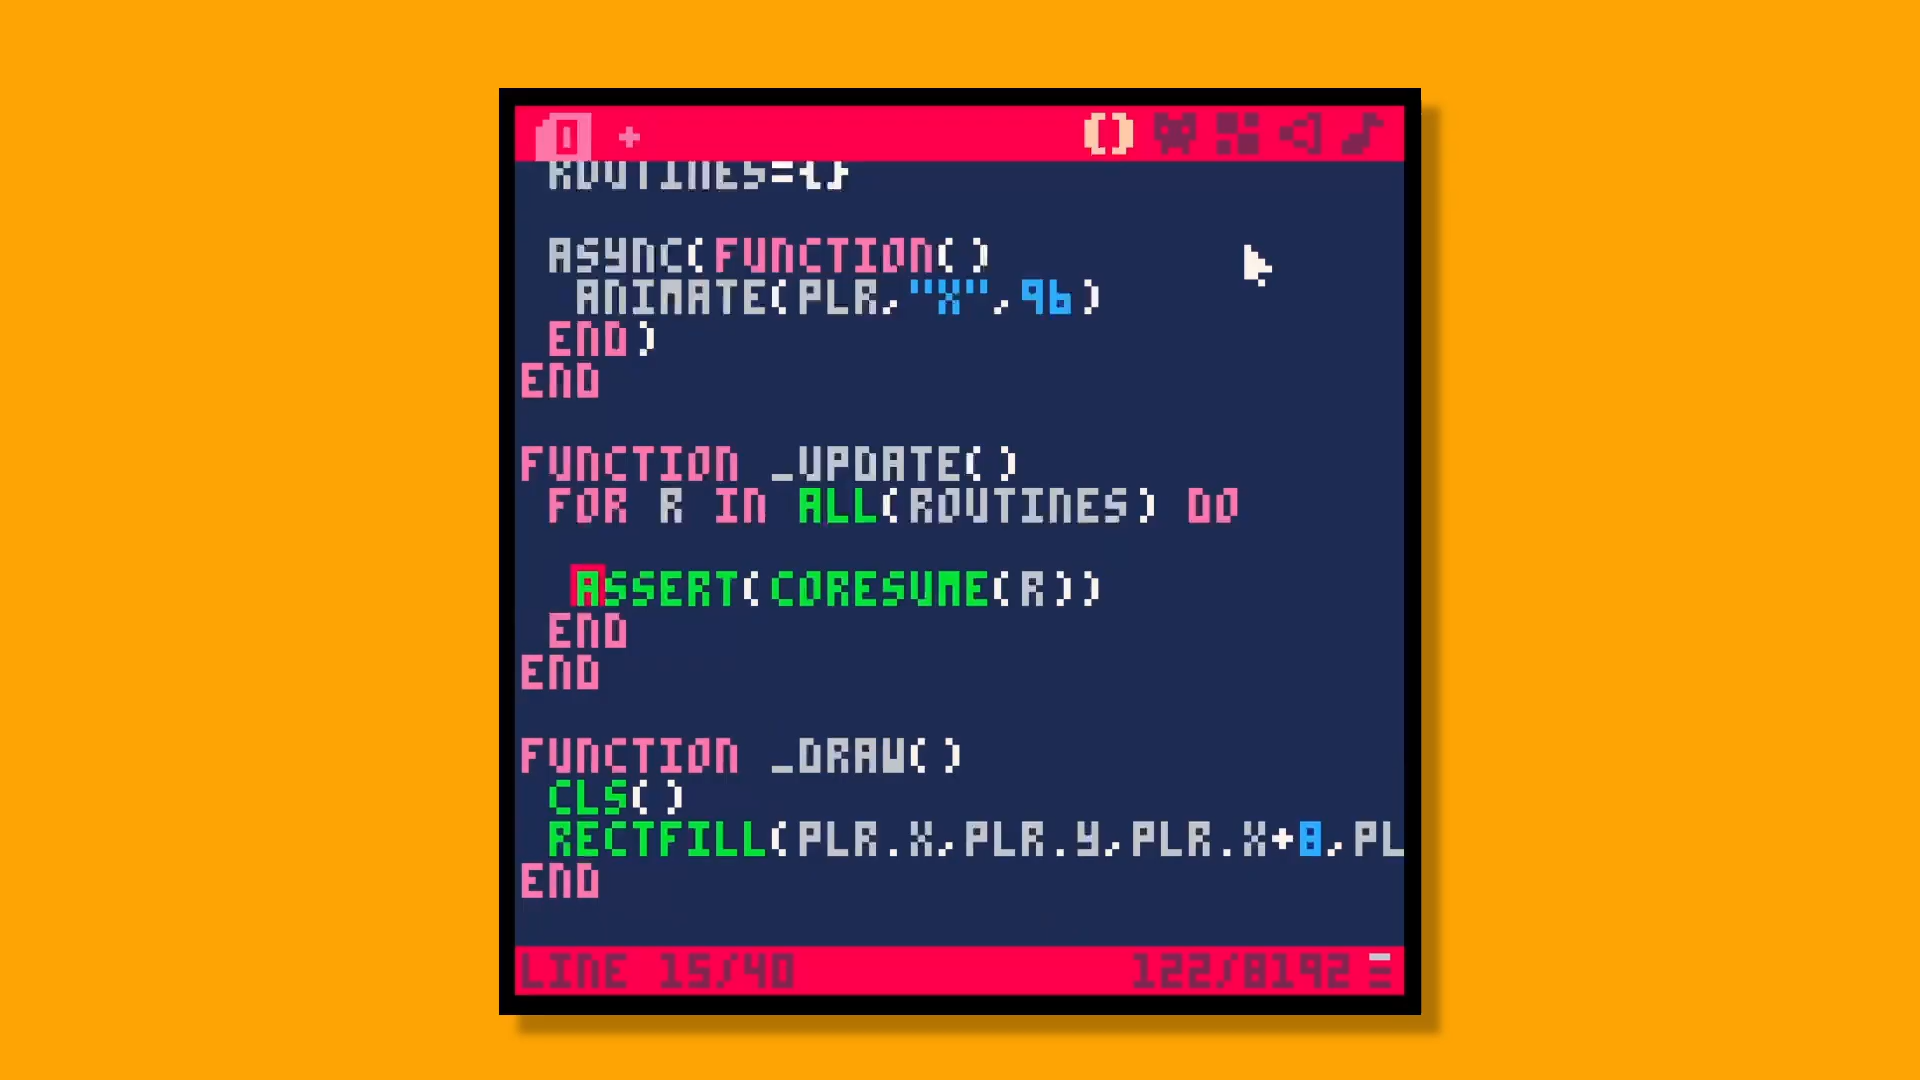 0 +
ROUTINES={}
ASYNC(FUNCTION()
ANIMATE(PLR,"X",96)
END)
END
FUNCTION _UPDATE()
FOR R IN ALL(ROUTINES) DO
ASSERT(CORESUME(R))
END
END
FUNCTION _DRAW()
CLS()
RECTFILL(PLR.X,PLR.Y,PLR.X+8,PL
END
LINE 15/40 122/8192